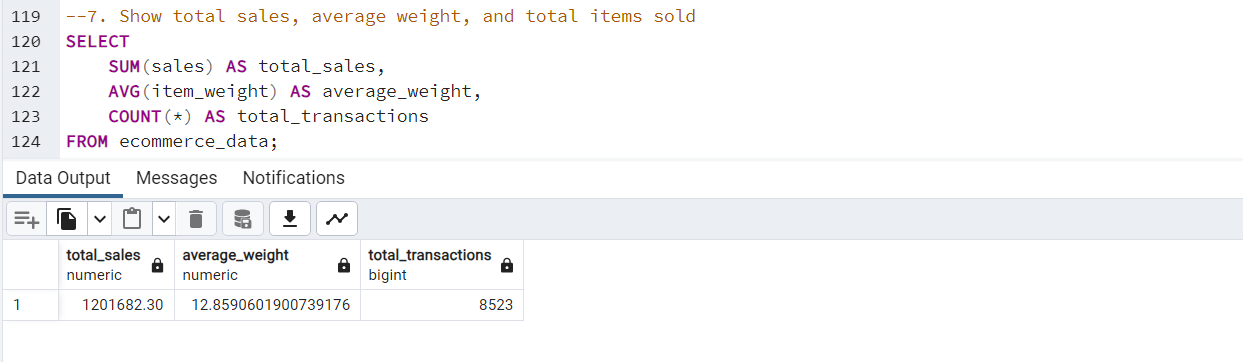 119 --7. Show total sales, average weight, and total items sold
120 SELECT
121 SUM(sales) AS total_sales,
122 AVG(item_weight) AS average_weight,
123 COUNT(*) AS total_transactions
124 FROM ecommerce_data;
Data Output Messages Notifications
total_sales average_weight total_transactions
numeric numeric bigint
1 1201682.30 12.8590601900739176 8523